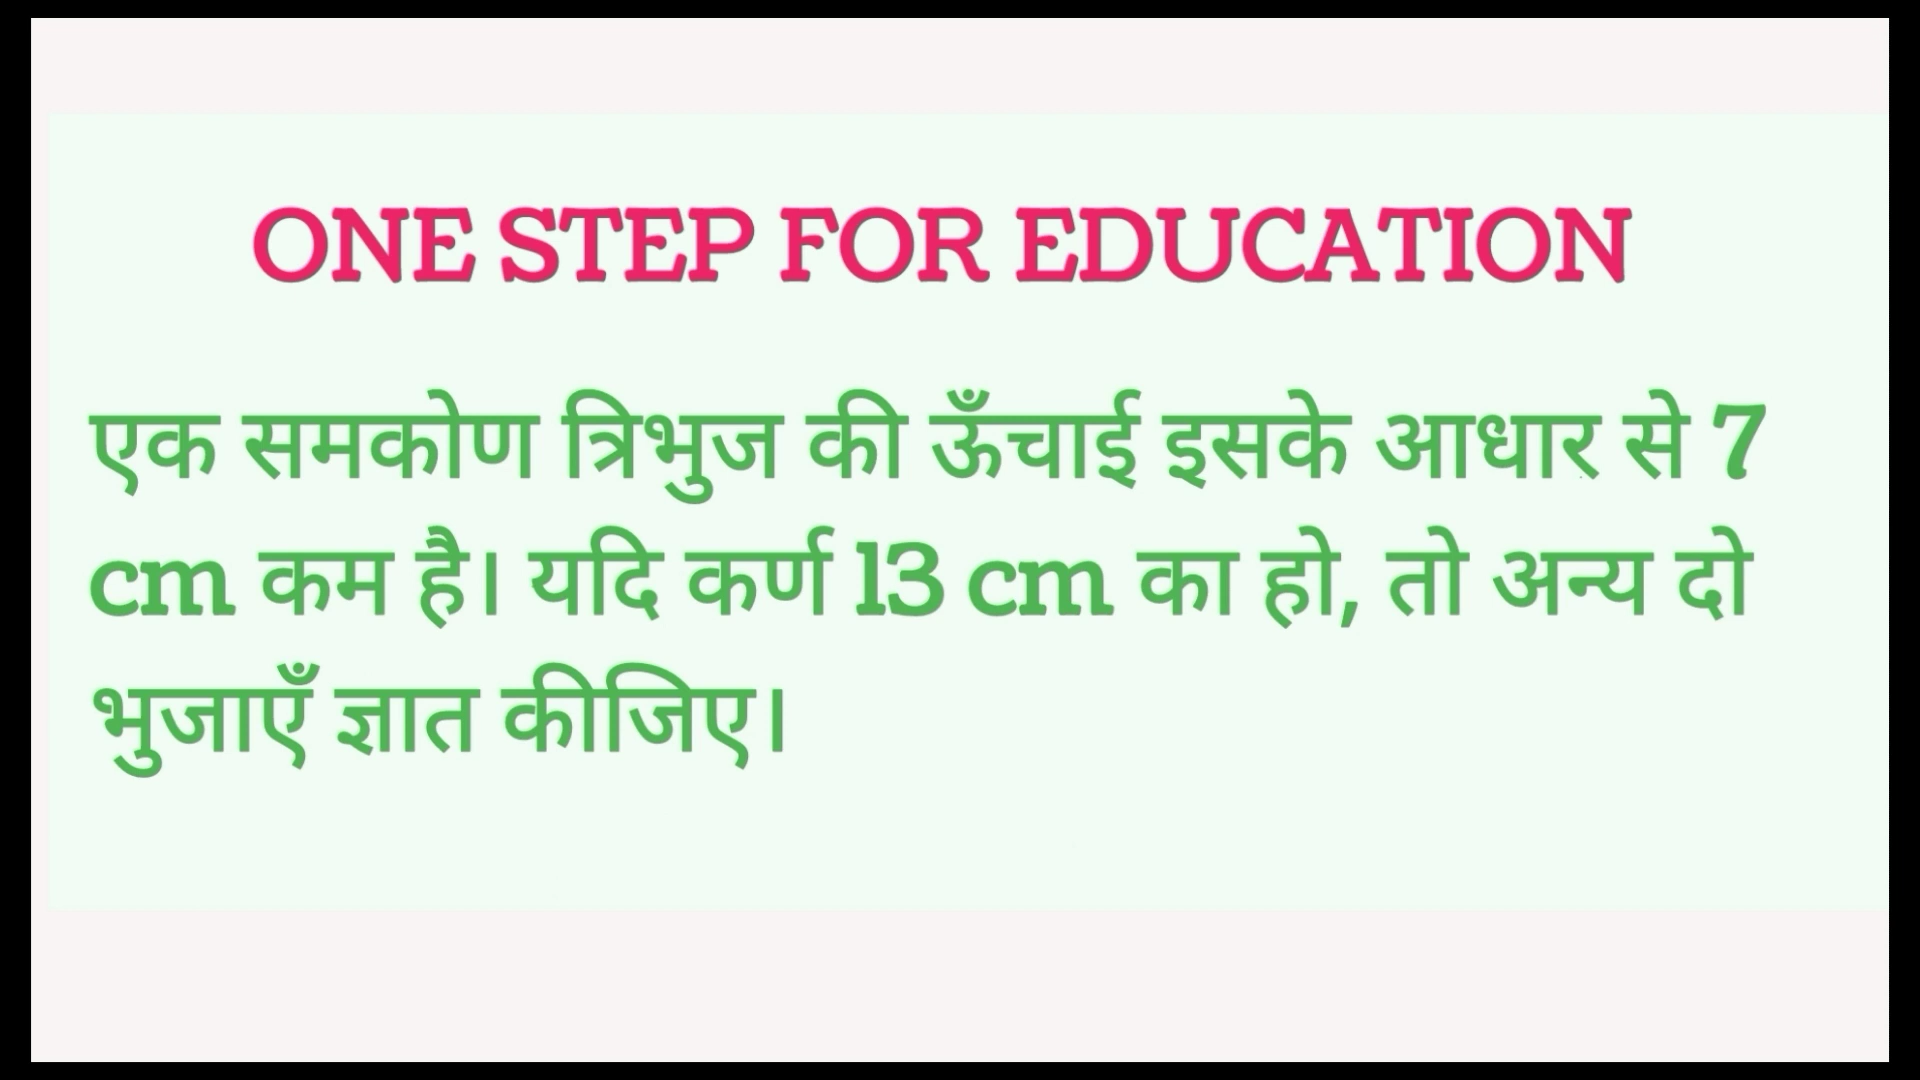 ONE STEP FOR EDUCATION
एक समकोण त्रिभुज की ऊँचाई इसके आधार से 7
cm कम है। यदि कर्ण 13 cm का हो, तो अन्य दो
भुजाएँ ज्ञात कीजिए।